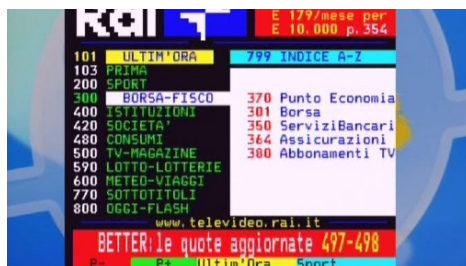 Rai
E 179/mese per
E 10.000 p.354
101 ULTIM'ORA 799 INDICE A-Z
103 PRIMA
200 SPORT
300 BORSA-FISCO 370 Punto Economia
400 ISTITUZIONI 301 Borsa
420 SOCIETA' 350 ServiziBancari
480 CONSUMI 364 Assicurazioni
500 TV-MAGAZINE 380 Abbonamenti TV
590 LOTTO-LOTTERIE
600 METEO-VIAGGI
770 SOTTOTITOLI
800 OGGI-FLASH
www.televideo.rai.it
BETTER:le quote aggiornate 497-498
P- P+ Ultim'Ora Sport